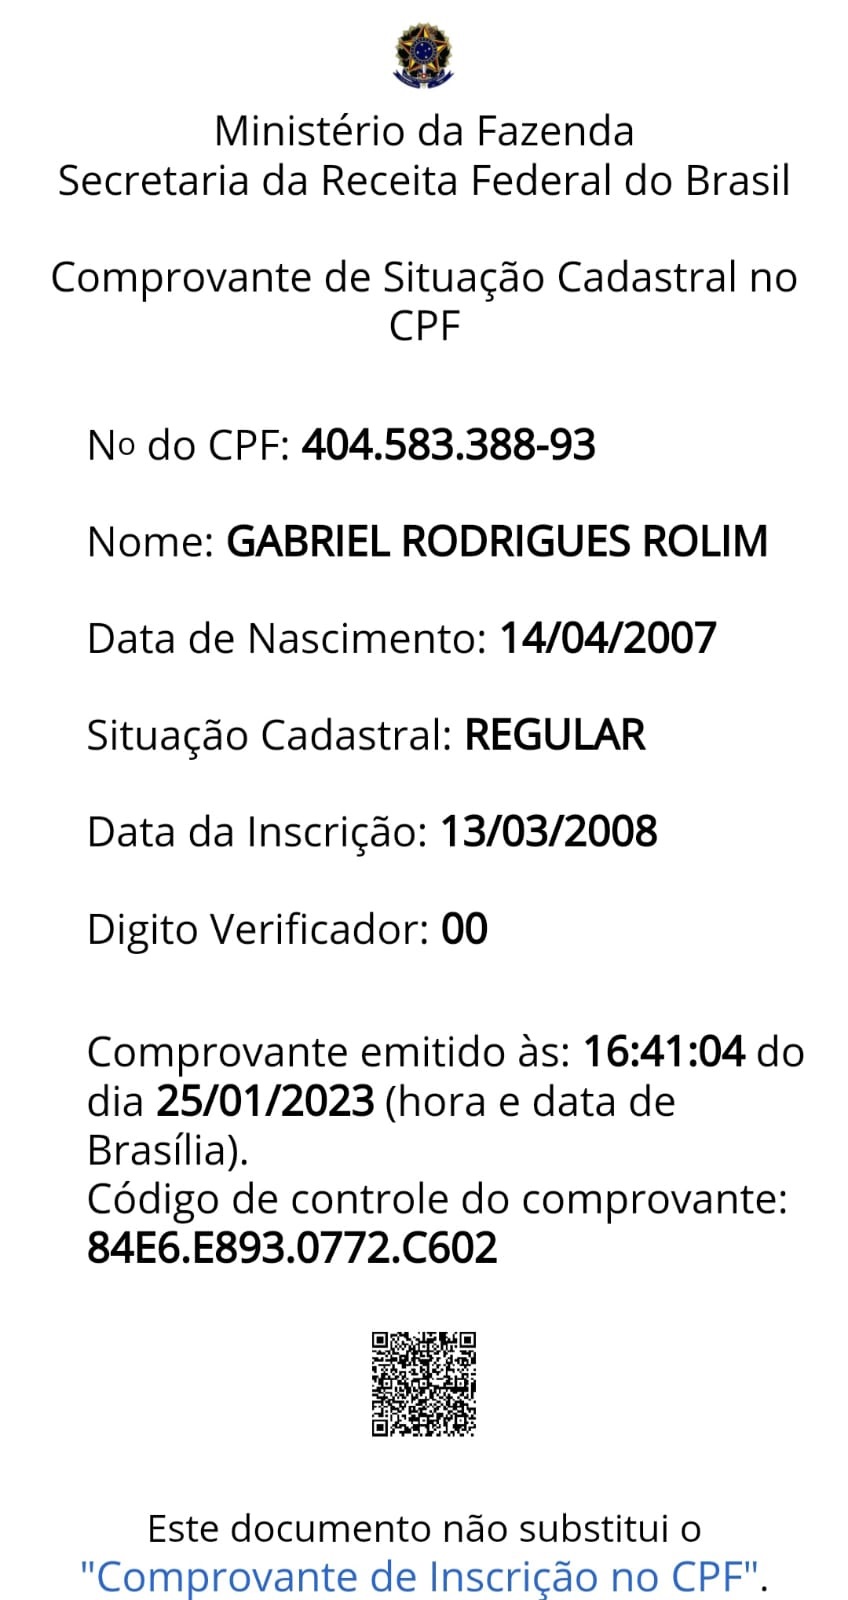 Ministério da Fazenda
Secretaria da Receita Federal do Brasil
Comprovante de Situação Cadastral no
CPF
Nº do CPF: 404.583.388-93
Nome: GABRIEL RODRIGUES ROLIM
Data de Nascimento: 14/04/2007
Situação Cadastral: REGULAR
Data da Inscrição: 13/03/2008
Digito Verificador: 00
Comprovante emitido às: 16:41:04 do
dia 25/01/2023 (hora e data de
Brasília).
Código de controle do comprovante:
84E6.E893.0772.C602
Este documento não substitui o
"Comprovante de Inscrição no CPF".